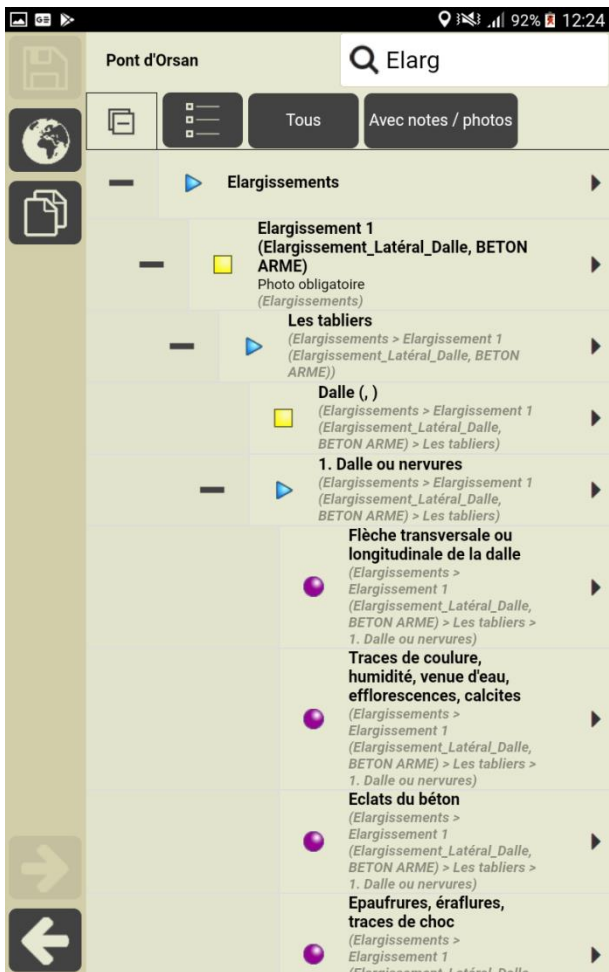 92% 12:24
Pont d'Orsan
Elarg
Tous
Avec notes / photos
Elargissements
Elargissement 1
(Elargissement_Latéral_Dalle, BETON
ARME)
Photo obligatoire
(Elargissements)
Les tabliers
(Elargissements > Elargissement 1
(Elargissement_Latéral_Dalle, BETON
ARME))
Dalle (, )
(Elargissements > Elargissement 1
(Elargissement_Latéral_Dalle,
BETON ARME) > Les tabliers)
1. Dalle ou nervures
(Elargissements > Elargissement 1
(Elargissement_Latéral_Dalle,
BETON ARME) > Les tabliers)
Flèche transversale ou
longitudinale de la dalle
(Elargissements >
Elargissement 1
(Elargissement_Latéral_Dalle,
BETON ARME) > Les tabliers >
1. Dalle ou nervures)
Traces de coulure,
humidité, venue d'eau,
efflorescences, calcites
(Elargissements >
Elargissement 1
(Elargissement_Latéral_Dalle,
BETON ARME) > Les tabliers >
1. Dalle ou nervures)
Eclats du béton
(Elargissements >
Elargissement 1
(Elargissement_Latéral_Dalle,
BETON ARME) > Les tabliers >
1. Dalle ou nervures)
Epaufrures, éraflures,
traces de choc
(Elargissements >
Elargissement 1
(Elargissement_Latéral_Dalle